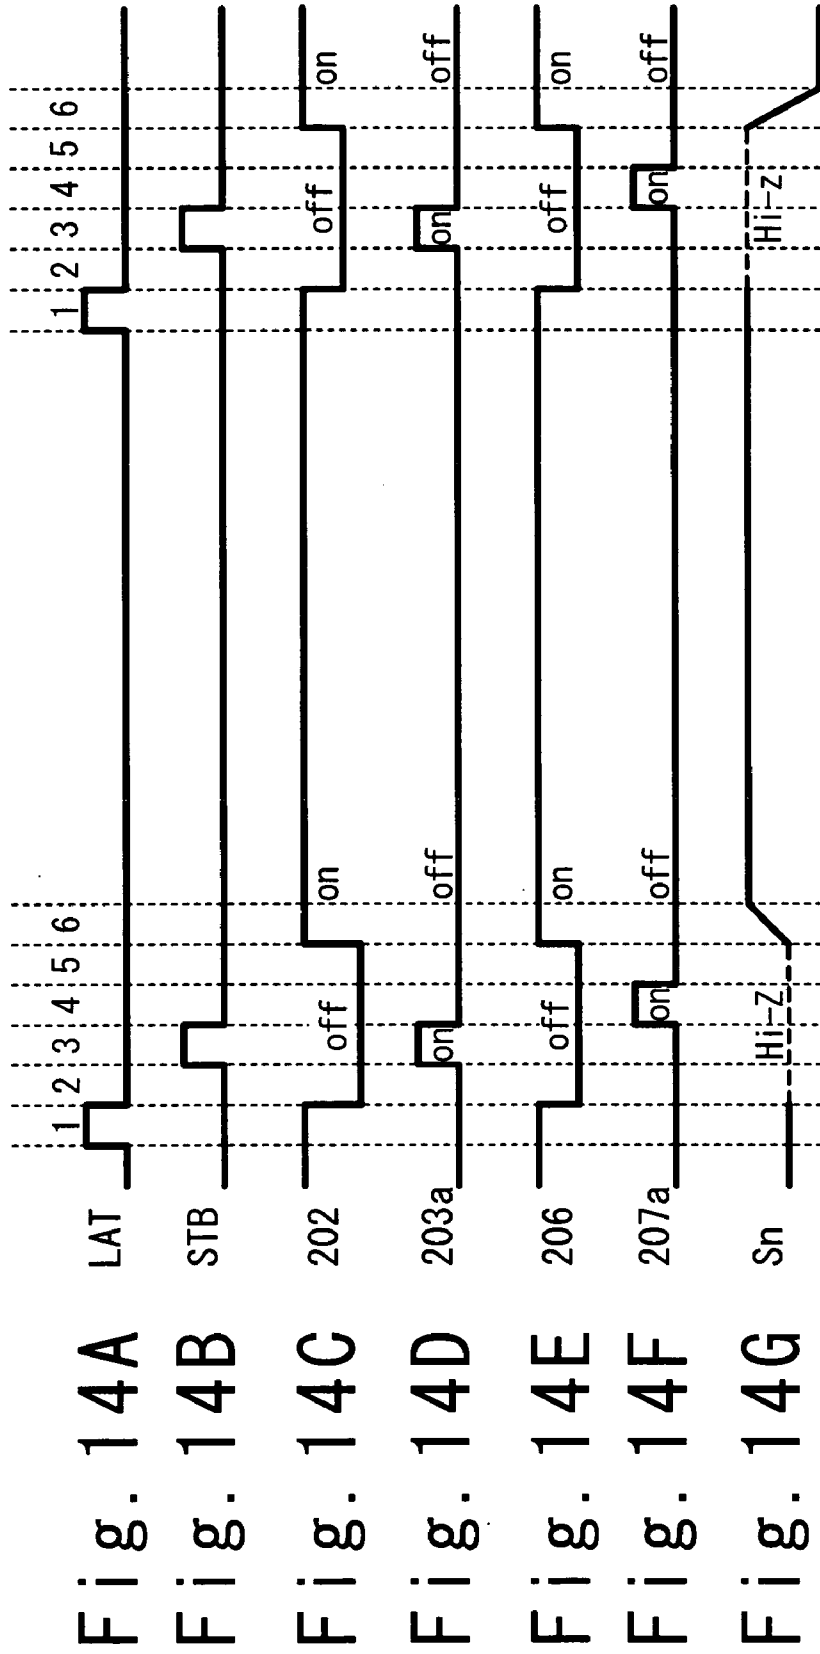 1 2 3 4 5 6 1 2 3 4 5 6
Fig. 14A LAT
Fig. 14B STB
Fig. 14C 202 off on off on
Fig. 14D 203a on off on off
Fig. 14E 206 off on off on
Fig. 14F 207a on off on off
Fig. 14G Sn Hi-Z Hi-z